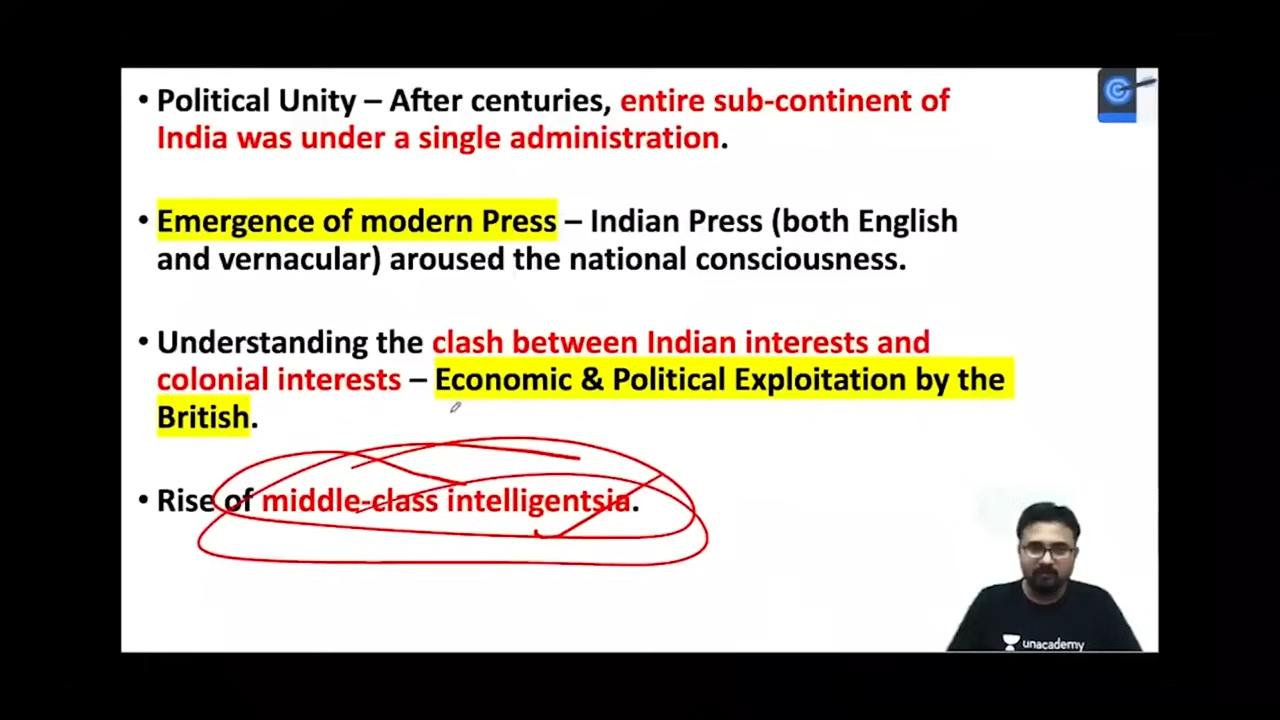 • Political Unity – After centuries, entire sub-continent of
India was under a single administration.
• Emergence of modern Press – Indian Press (both English
and vernacular) aroused the national consciousness.
• Understanding the clash between Indian interests and
colonial interests – Economic & Political Exploitation by the
British.
• Rise of middle-class intelligentsia.
unacademy